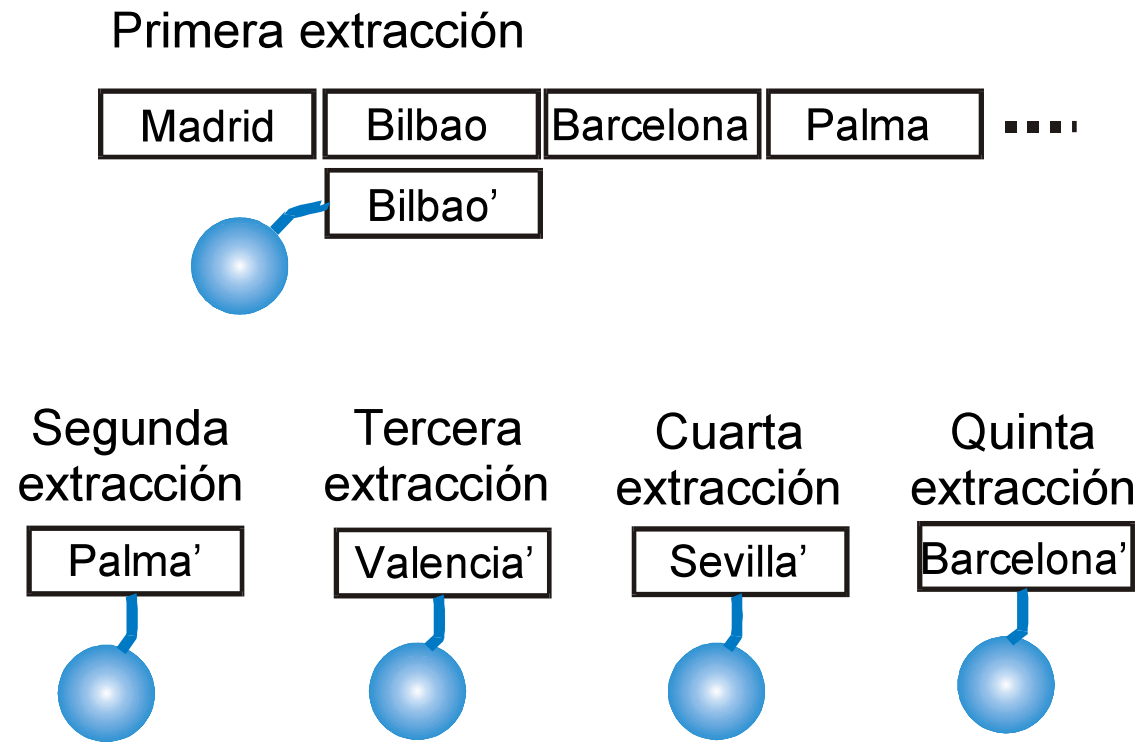 Primera extracción
Madrid Bilbao Barcelona Palma
Bilbao’
Segunda extracción
Tercera extracción
Cuarta extracción
Quinta extracción
Palma’ Valencia’ Sevilla’ Barcelona’